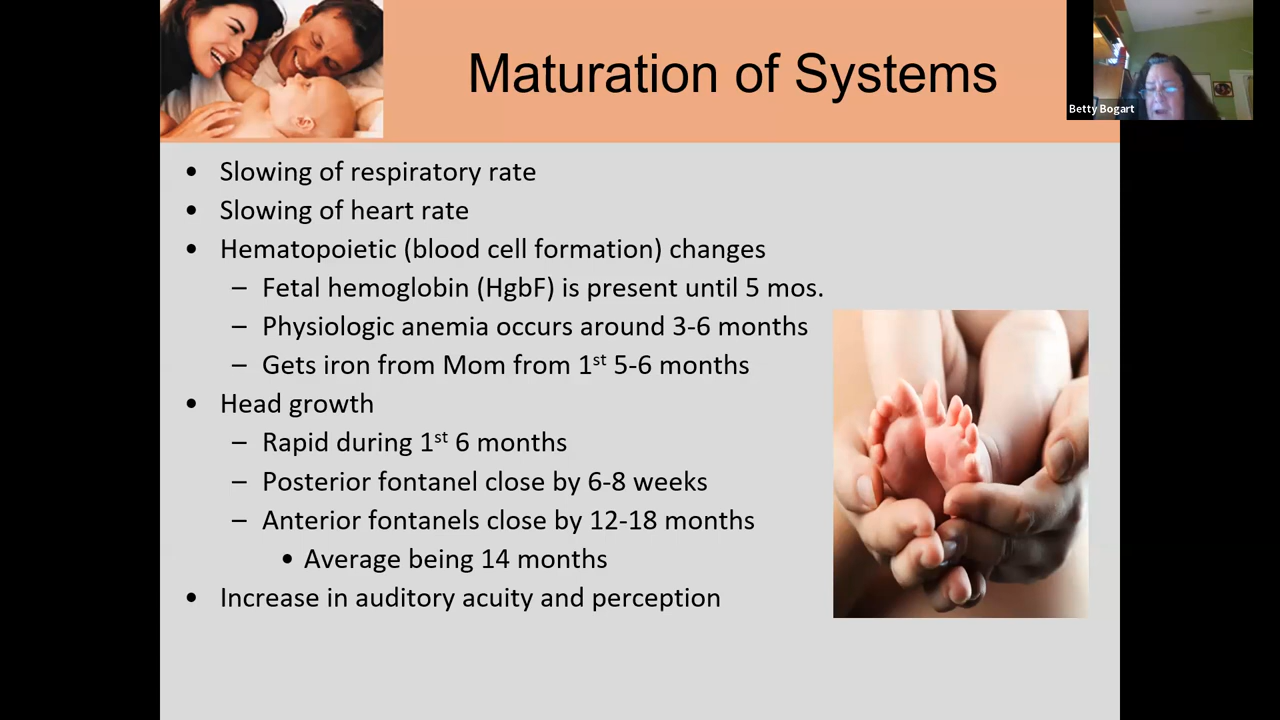 Maturation of Systems
Betty Bogart
• Slowing of respiratory rate
• Slowing of heart rate
• Hematopoietic (blood cell formation) changes
– Fetal hemoglobin (HgbF) is present until 5 mos.
– Physiologic anemia occurs around 3-6 months
– Gets iron from Mom from 1st 5-6 months
• Head growth
– Rapid during 1st 6 months
– Posterior fontanel close by 6-8 weeks
– Anterior fontanels close by 12-18 months
• Average being 14 months
• Increase in auditory acuity and perception